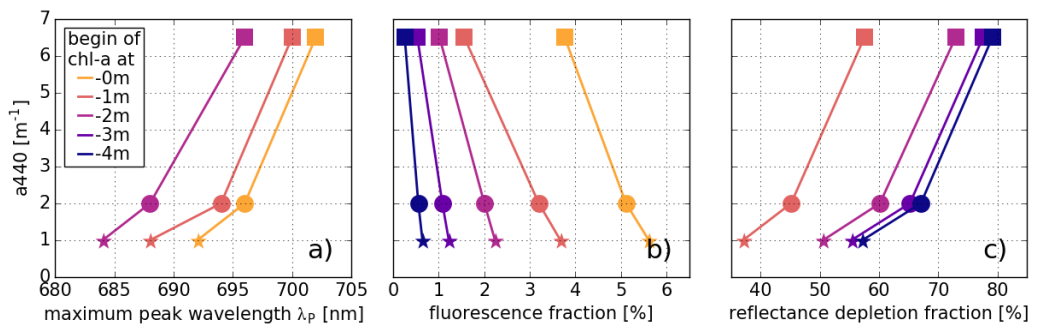 7
6
5
4
3
2
1
0
a440 [m⁻¹]
begin of
chl-a at
-0m
-1m
-2m
-3m
-4m
a)
680 685 690 695 700 705
maximum peak wavelength λP [nm]
b)
0 1 2 3 4 5 6
fluorescence fraction [%]
c)
40 50 60 70 80
reflectance depletion fraction [%]